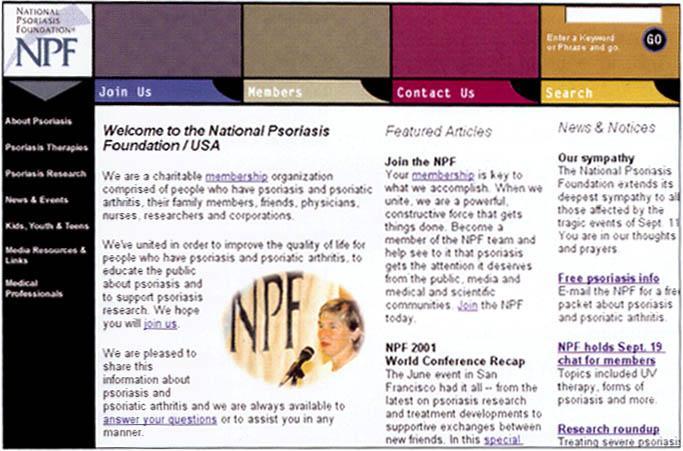 NATIONAL
PSORIASIS
FOUNDATION®
NPF
Enter a Keyword
or Phrase and go.
GO
Join Us
Members
Contact Us
Search
About Psoriasis
Psoriasis Therapies
Psoriasis Research
News & Events
Kids, Youth & Teens
Media Resources &
Links
Medical
Professionals
Welcome to the National Psoriasis
Foundation / USA
We are a charitable membership organization
comprised of people who have psoriasis and psoriatic
arthritis, their family members, friends, physicians,
nurses, researchers and corporations.
We've united in order to improve the quality of life for
people who have psoriasis and psoriatic arthritis, to
educate the public
about psoriasis and
to support psoriasis
research. We hope
you will join us.
NPF
We are pleased to
share this
information about
psoriasis and
psoriatic arthritis and we are always available to
answer your questions or to assist you in any
manner.
Featured Articles
Join the NPF
Your membership is key to
what we accomplish. When we
unite, we are a powerful,
constructive force that gets
things done. Become a
member of the NPF team and
help see to it that psoriasis
gets the attention it deserves
from the public, media and
medical and scientific
communities. Join the NPF
today.
NPF 2001
World Conference Recap
The June event in San
Francisco had it all -- from the
latest on psoriasis research
and treatment developments to
supportive exchanges between
new friends. In this special
News & Notices
Our sympathy
The National Psoriasis
Foundation extends its
deepest sympathy to al
those affected by the
tragic events of Sept. 11
You are in our thoughts
and prayers.
Free psoriasis info
E-mail the NPF for a fre
packet about psoriasis
and psoriatic arthritis.
NPF holds Sept. 19
chat for members
Topics included UV
therapy, forms of
psoriasis and more.
Research roundup
Treating severe psoriasis